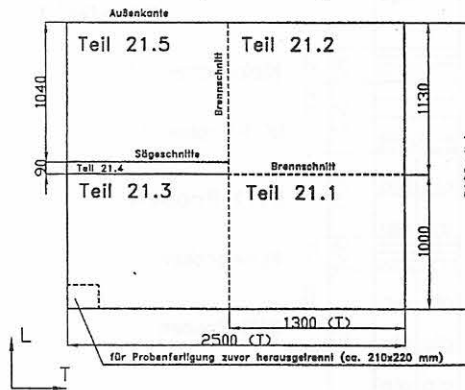 Außenkante
Teil 21.5
Teil 21.2
Brennschnitt
1040
1130
Sägeschnitte
Brennschnitt
90
Teil 21.4
Teil 21.3
Teil 21.1
1000
1300 (T)
2500 (T)
für Probenfertigung zuvor herausgetrennt (ca. 210x220 mm)
L
T